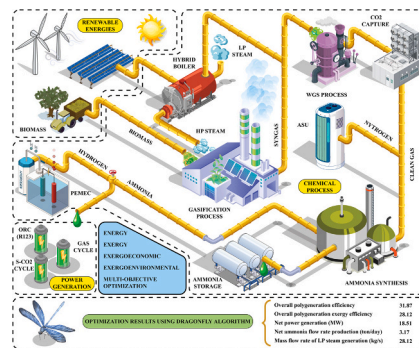 RENEWABLE
ENERGIES
LP
STEAM
CO2
CAPTURE
HYBRID
BOILER
WGS PROCESS
BIOMASS
BIOMASS
HP STEAM
SYNGAS
ASU
NYTROGEN
CLEAN GAS
HYDROGEN
PEMEC
AMMONIA
GASIFICATION
PROCESS
CHEMICAL
PROCESS
ORC
(R123)
GAS
CYCLE
S-CO2
CYCLE
POWER
GENERATION
ENERGY
EXERGY
EXERGOECONOMIC
EXERGOENVIRONMENTAL
MULTI-OBJECTIVE
OPTIMIZATION
AMMONIA
STORAGE
AMMONIA SYNTHESIS
OPTIMIZATION RESULTS USING DRAGONFLY ALGORITHM
Overall polygeneration efficiency 31.87
Overall polygeneration exergy efficiency 28.12
Net power generation (MW) 18.51
Net ammonia flow rate production (ton/day) 3.17
Mass flow rate of LP steam generation (kg/s) 28.12